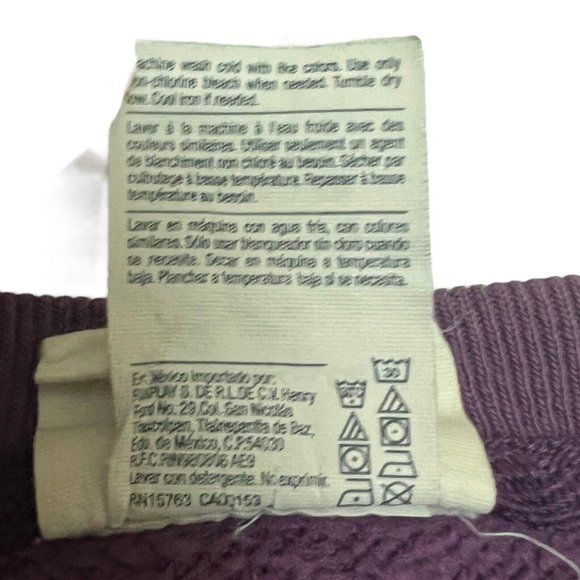 achine wash cold with like colors. Use only
non-chlorine bleach when needed. Tumble dry
low. Cool iron if needed.
Laver à la machine à l'eau froide avec des
couleurs similaires. Utiliser seulement un agent
de blanchiment non chloré au besoin. Sécher par
culbutage à basse température. Repasser à basse
température au besoin.
Lavar en máquina con agua fría, con colores
similares. Sólo usar blanqueador sin cloro cuando
se necesite. Secar en máquina a temperatura
baja. Planchar a temperatura baja si se necesita.
En México importado por:
S. DE R.L. DE C.V. Henry
Ford No. 29, Col. San Nicolás
Tlaxcolpan, Tlalnepantla de Baz,
Edo. de México, C.P. 54030
R.F.C.
Lavar con detergente. No exprimir.
RN15763 CA00153
30